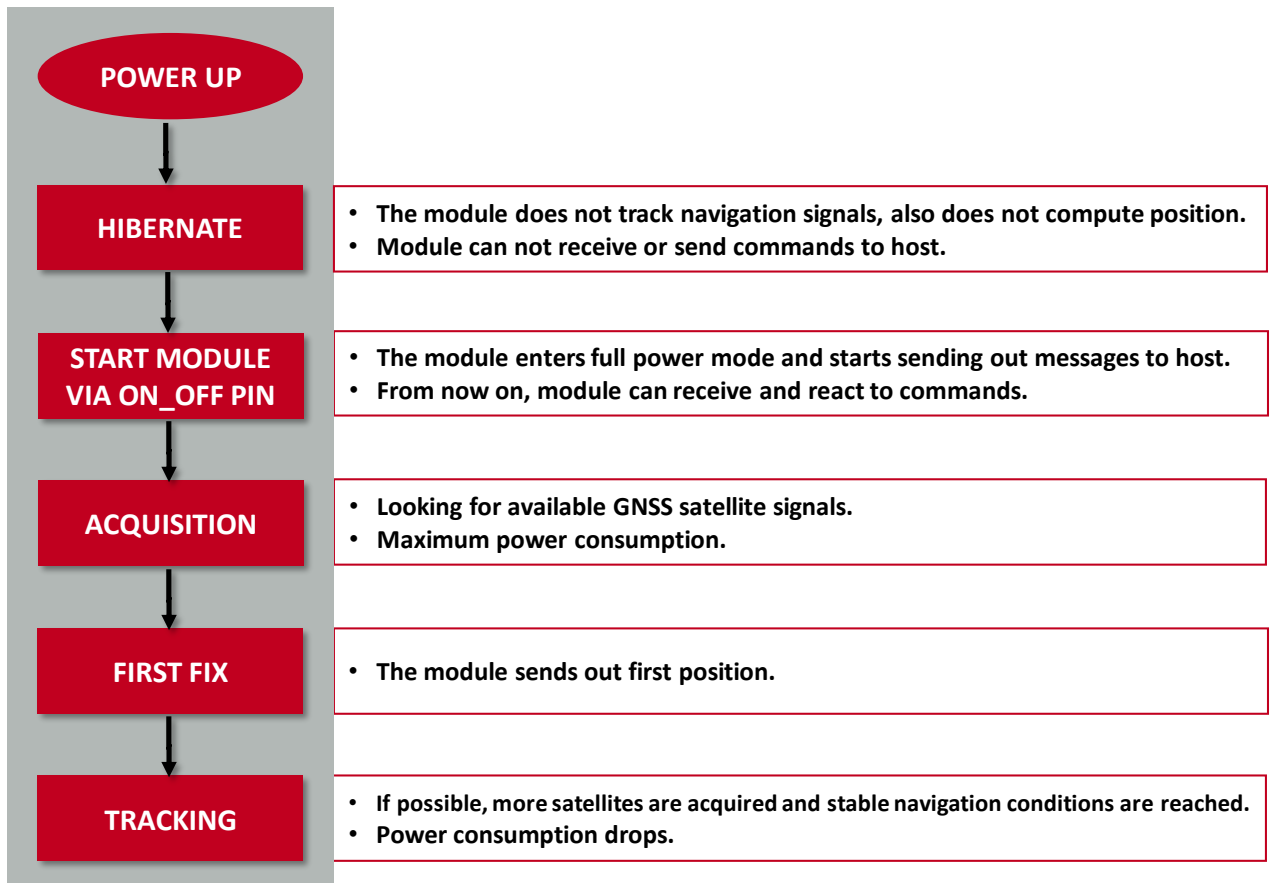 POWER UP
HIBERNATE
• The module does not track navigation signals, also does not compute position.
• Module can not receive or send commands to host.
START MODULE
VIA ON_OFF PIN
• The module enters full power mode and starts sending out messages to host.
• From now on, module can receive and react to commands.
ACQUISITION
• Looking for available GNSS satellite signals.
• Maximum power consumption.
FIRST FIX
• The module sends out first position.
TRACKING
• If possible, more satellites are acquired and stable navigation conditions are reached.
• Power consumption drops.